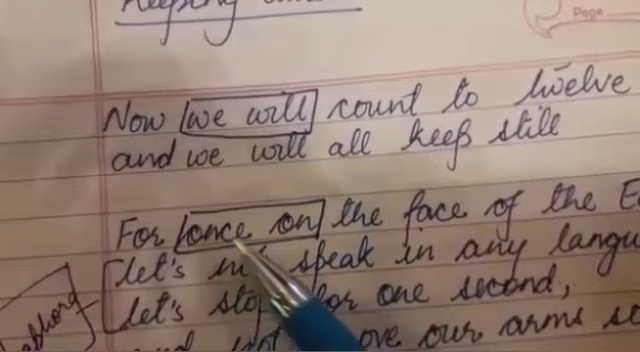 Page
Keeping
Now we will count to twelve
and we will all keep still
For once on the face of the
let's speak in any
let's for one second,
our arms